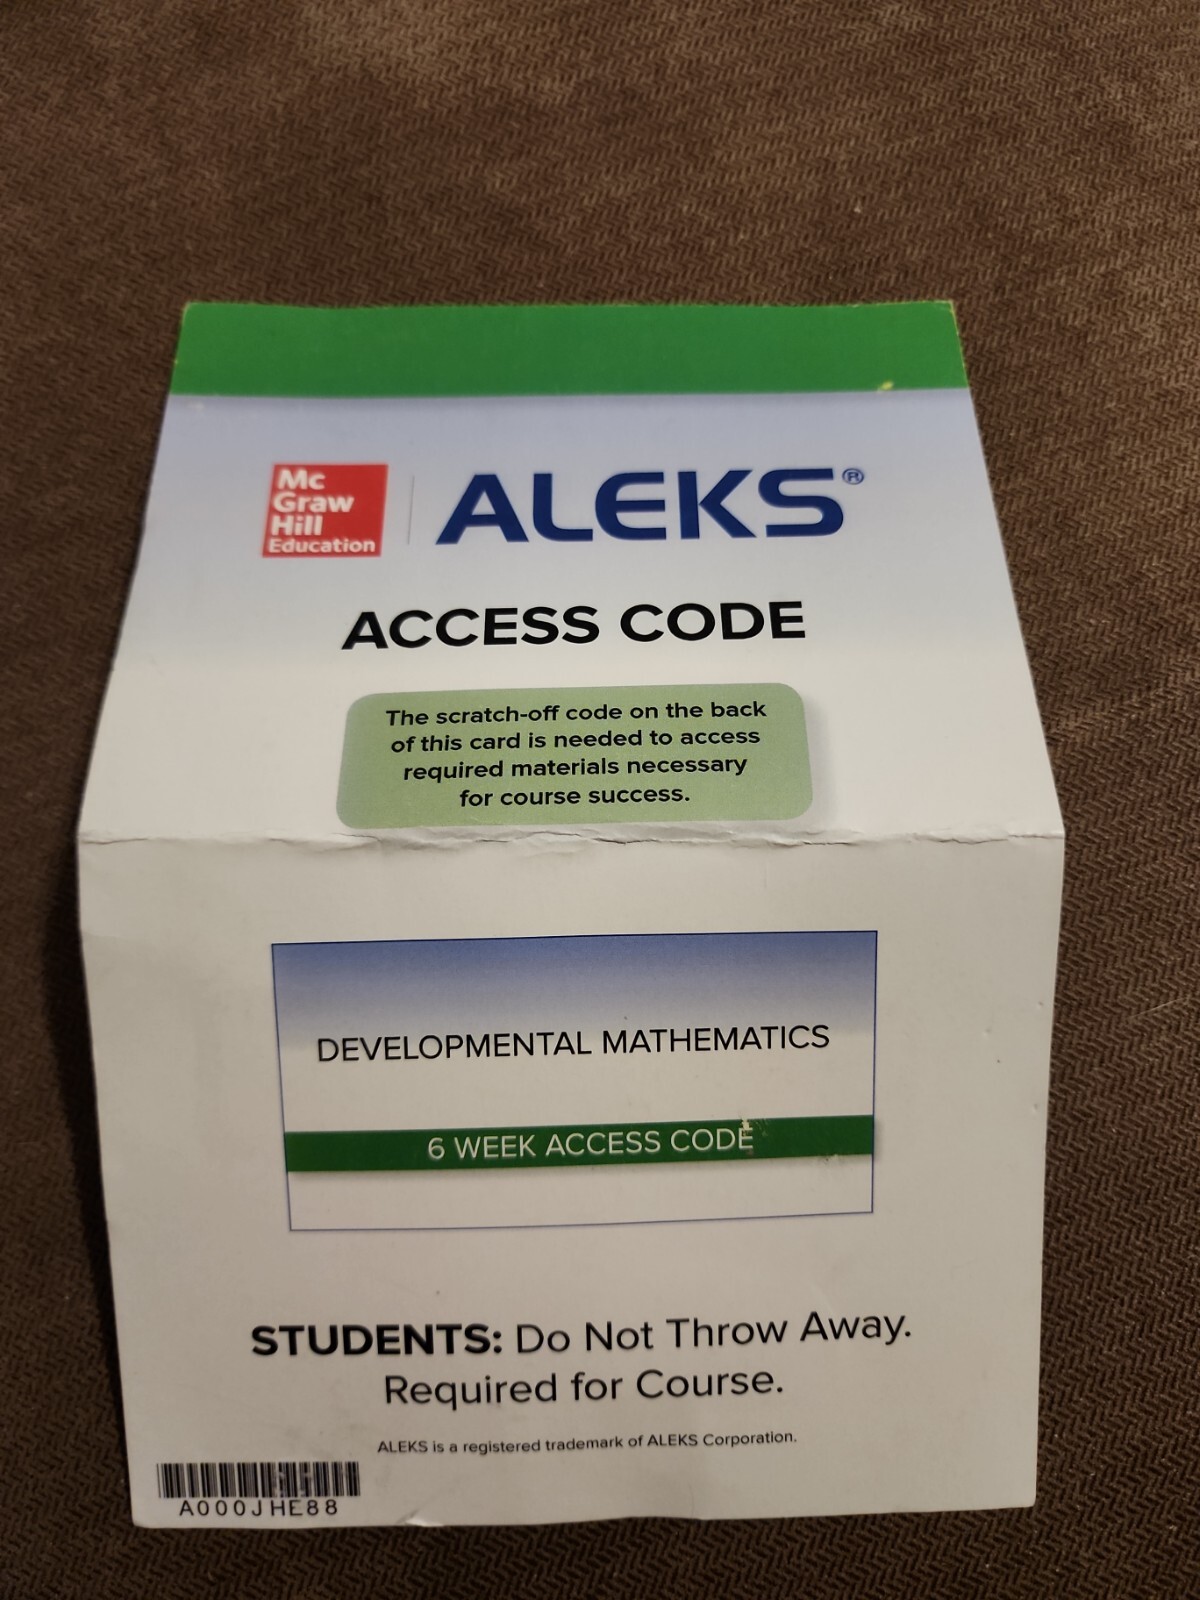 Mc
Graw
Hill
Education
ALEKS®
ACCESS CODE
The scratch-off code on the back
of this card is needed to access
required materials necessary
for course success.
DEVELOPMENTAL MATHEMATICS
6 WEEK ACCESS CODE
STUDENTS: Do Not Throw Away.
Required for Course.
ALEKS is a registered trademark of ALEKS Corporation.
A000JHE88